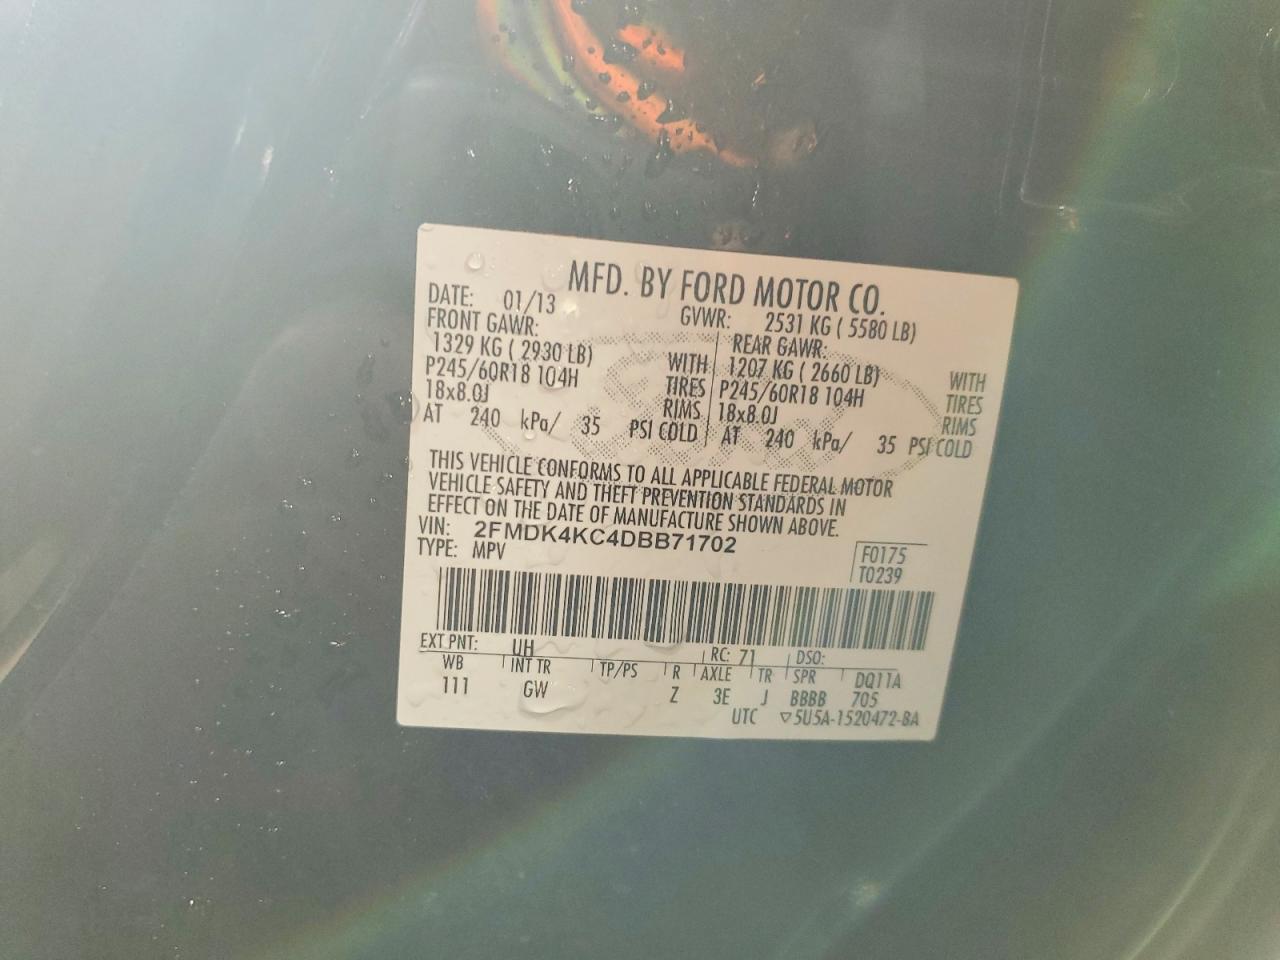 MFD. BY FORD MOTOR CO.
DATE: 01/13 GVWR: 2531 KG ( 5580 LB)
FRONT GAWR: REAR GAWR:
1329 KG ( 2930 LB) WITH 1207 KG ( 2660 LB) WITH
P245/60R18 104H TIRES P245/60R18 104H TIRES
18x8.0J RIMS 18x8.0J RIMS
AT 240 kPa/ 35 PSI COLD AT 240 kPa/ 35 PSI COLD
THIS VEHICLE CONFORMS TO ALL APPLICABLE FEDERAL MOTOR
VEHICLE SAFETY AND THEFT PREVENTION STANDARDS IN
EFFECT ON THE DATE OF MANUFACTURE SHOWN ABOVE.
VIN: 2FMDK4KC4DBB71702
TYPE: MPV F0175
T0239
EXT PNT: UH RC: 71 DSO:
WB INT TR TP/PS R AXLE TR SPR DQ11A
111 GW Z 3E J BBBB 705
UTC ▽5U5A-1520472-BA